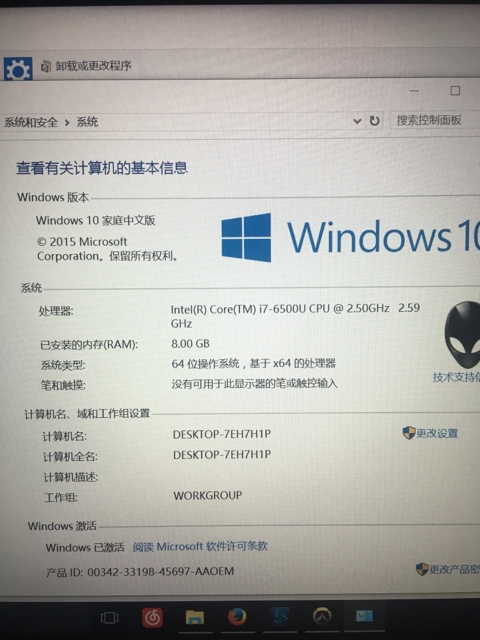 卸载或更改程序
系统和安全 > 系统
搜索控制面板
查看有关计算机的基本信息
Windows 版本
Windows 10 家庭中文版
© 2015 Microsoft
Corporation。保留所有权利。
Windows 10
系统
处理器: Intel(R) Core(TM) i7-6500U CPU @ 2.50GHz 2.59
GHz
已安装的内存(RAM): 8.00 GB
系统类型: 64 位操作系统，基于 x64 的处理器
笔和触摸: 没有可用于此显示器的笔或触控输入
技术支持信
计算机名、域和工作组设置
计算机名: DESKTOP-7EH7H1P
更改设置
计算机全名: DESKTOP-7EH7H1P
计算机描述:
工作组: WORKGROUP
Windows 激活
Windows 已激活 阅读 Microsoft 软件许可条款
产品 ID: 00342-33198-45697-AAOEM
更改产品密